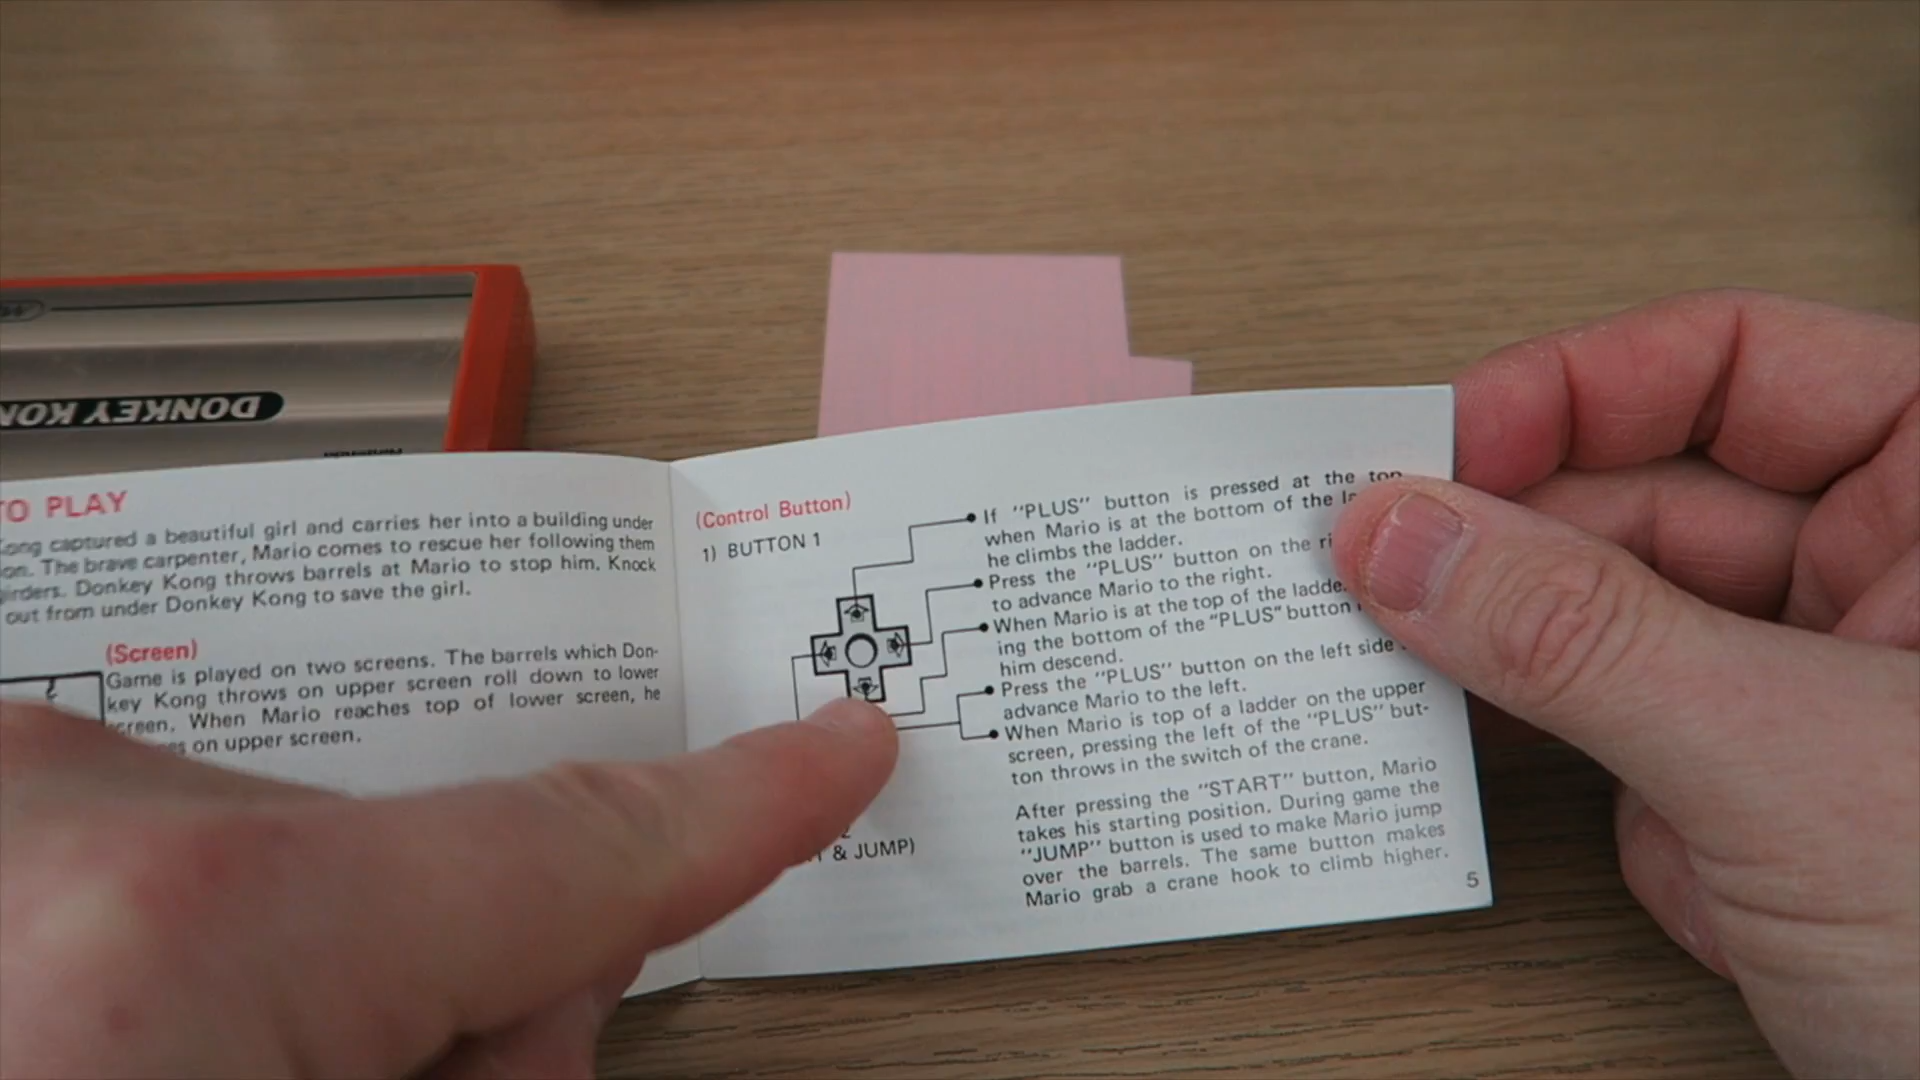 DONKEY KON
TO PLAY
Kong captured a beautiful girl and carries her into a building under
on. The brave carpenter, Mario comes to rescue her following them
girders. Donkey Kong throws barrels at Mario to stop him. Knock
out from under Donkey Kong to save the girl.
(Screen)
Game is played on two screens. The barrels which Don-
key Kong throws on upper screen roll down to lower
screen. When Mario reaches top of lower screen, he
on upper screen.
(Control Button)
1) BUTTON 1
& JUMP)
If "PLUS" button is pressed at the top
when Mario is at the bottom of the la
he climbs the ladder.
Press the "PLUS" button on the ri
to advance Mario to the right.
When Mario is at the top of the ladde
ing the bottom of the "PLUS" button
him descend.
Press the "PLUS" button on the left side
advance Mario to the left.
When Mario is top of a ladder on the upper
screen, pressing the left of the "PLUS" but-
ton throws in the switch of the crane.
After pressing the "START" button, Mario
takes his starting position. During game the
"JUMP" button is used to make Mario jump
over the barrels. The same button makes
Mario grab a crane hook to climb higher.
5